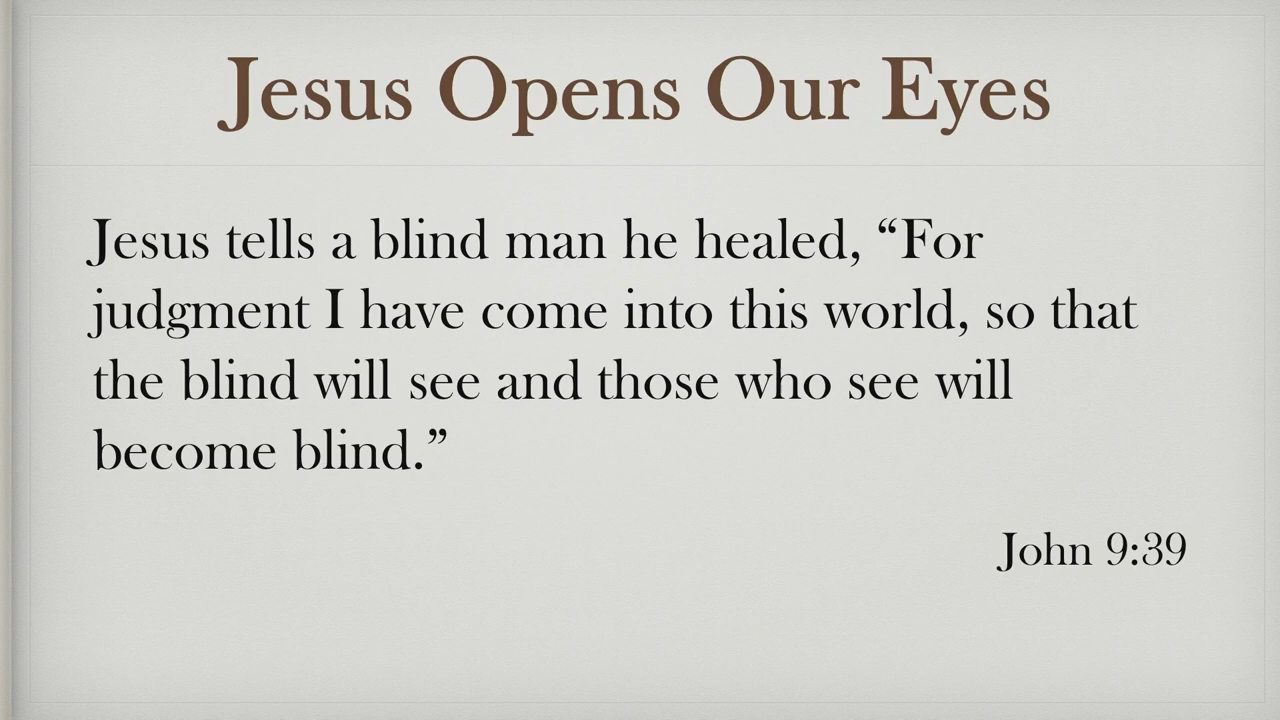 Jesus Opens Our Eyes
Jesus tells a blind man he healed, “For
judgment I have come into this world, so that
the blind will see and those who see will
become blind.”
John 9:39